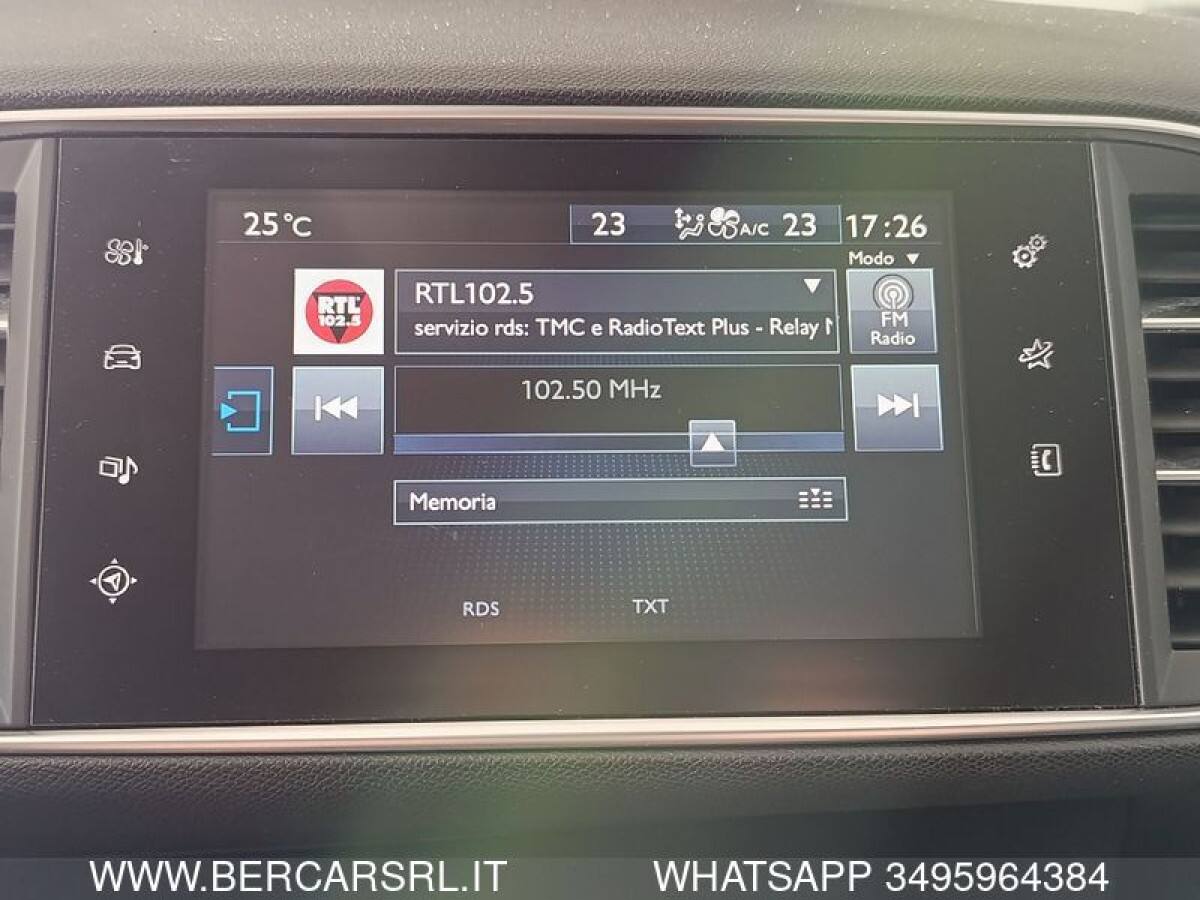 25 °C 23 A/C 23 17:26
Modo
RTL 102.5
RTL102.5
servizio rds: TMC e RadioText Plus - Relay
FM
Radio
102.50 MHz
Memoria
RDS TXT
WWW.BERCARSRL.IT WHATSAPP 3495964384